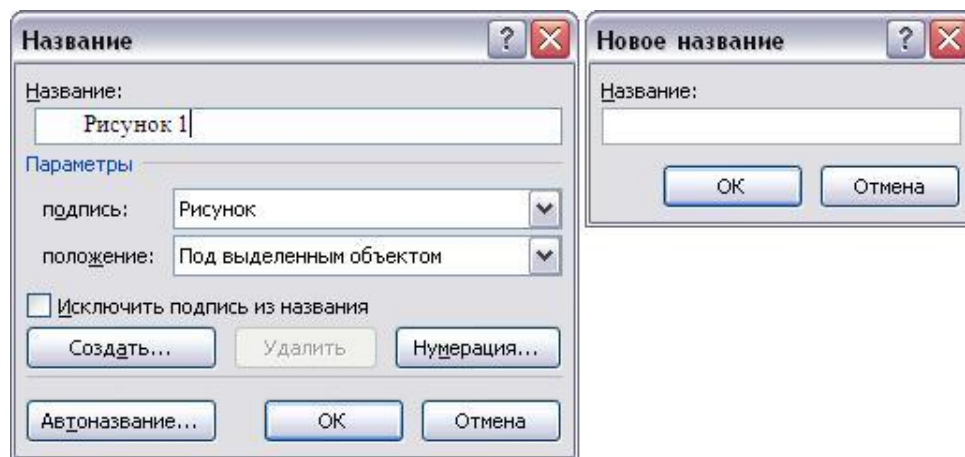 Название
Название:
Рисунок 1
Параметры
подпись: Рисунок
положение: Под выделенным объектом
Исключить подпись из названия
Создать... Удалить Нумерация...
Автоназвание... ОК Отмена
Новое название
Название:
ОК Отмена